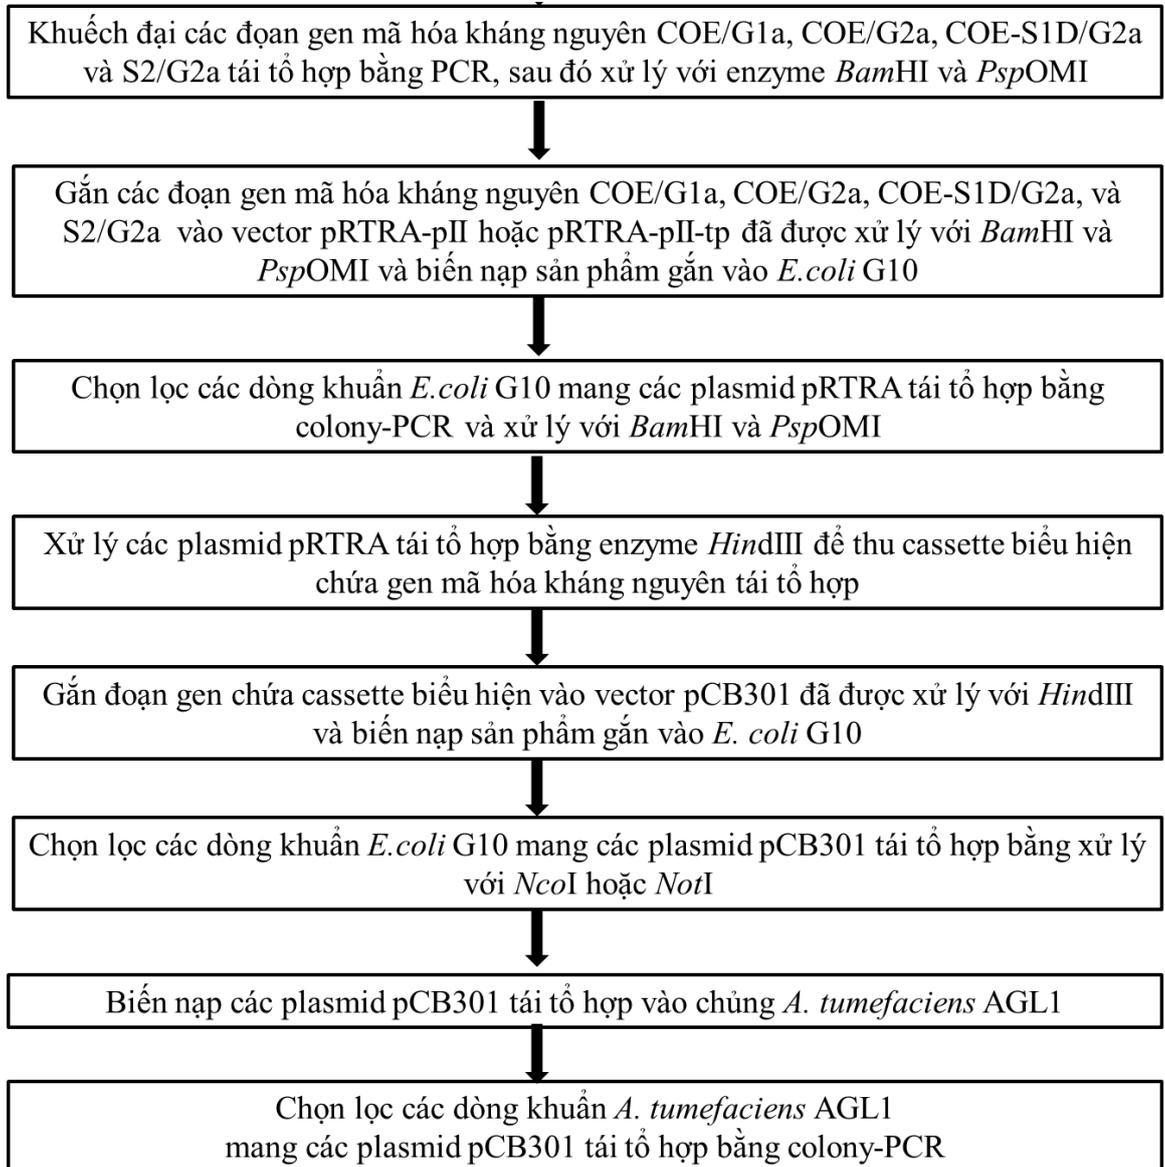 Khuếch đại các đọan gen mã hóa kháng nguyên COE/G1a, COE/G2a, COE-S1D/G2a
và S2/G2a tái tổ hợp bằng PCR, sau đó xử lý với enzyme BamHI và PspOMI
Gắn các đoạn gen mã hóa kháng nguyên COE/G1a, COE/G2a, COE-S1D/G2a, và
S2/G2a vào vector pRTRA-pII hoặc pRTRA-pII-tp đã được xử lý với BamHI và
PspOMI và biến nạp sản phẩm gắn vào E.coli G10
Chọn lọc các dòng khuẩn E.coli G10 mang các plasmid pRTRA tái tổ hợp bằng
colony-PCR và xử lý với BamHI và PspOMI
Xử lý các plasmid pRTRA tái tổ hợp bằng enzyme HindIII để thu cassette biểu hiện
chứa gen mã hóa kháng nguyên tái tổ hợp
Gắn đoạn gen chứa cassette biểu hiện vào vector pCB301 đã được xử lý với HindIII
và biến nạp sản phẩm gắn vào E. coli G10
Chọn lọc các dòng khuẩn E.coli G10 mang các plasmid pCB301 tái tổ hợp bằng xử lý
với NcoI hoặc NotI
Biến nạp các plasmid pCB301 tái tổ hợp vào chủng A. tumefaciens AGL1
Chọn lọc các dòng khuẩn A. tumefaciens AGL1
mang các plasmid pCB301 tái tổ hợp bằng colony-PCR